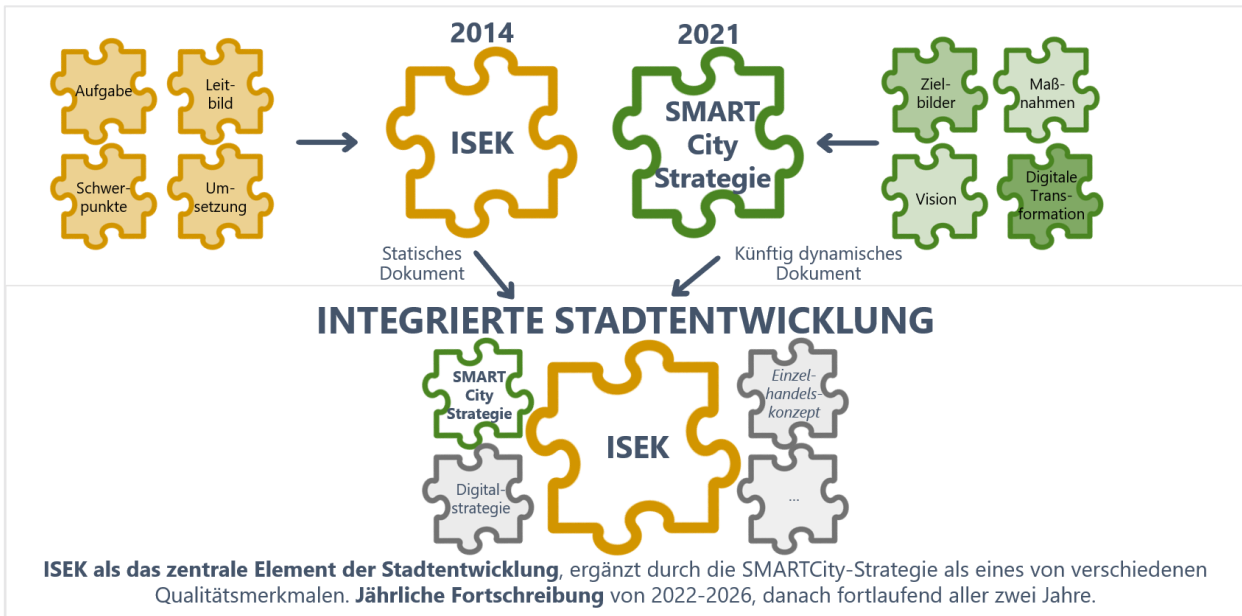 2014
2021
Aufgabe
Leit-
bild
Schwer-
punkte
Um-
setzung
ISEK
SMART
City
Strategie
Ziel-
bilder
Maß-
nahmen
Vision
Digitale
Trans-
formation
Statisches
Dokument
Künftig dynamisches
Dokument
INTEGRIERTE STADTENTWICKLUNG
SMART
City
Strategie
Digital-
strategie
ISEK
Einzel-
handels-
konzept
...
ISEK als das zentrale Element der Stadtentwicklung, ergänzt durch die SMARTCity-Strategie als eines von verschiedenen
Qualitätsmerkmalen. Jährliche Fortschreibung von 2022-2026, danach fortlaufend aller zwei Jahre.